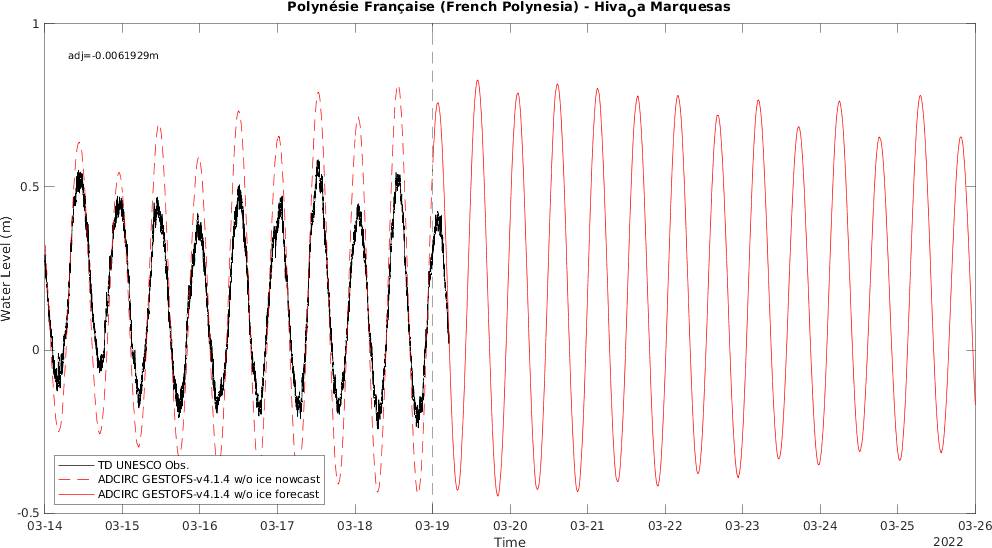 Polynésie Française (French Polynesia) - Hiva_Oa Marquesas
adj=-0.0061929m
Water Level (m)
1
0.5
0
-0.5
TD UNESCO Obs.
ADCIRC GESTOFS-v4.1.4 w/o ice nowcast
ADCIRC GESTOFS-v4.1.4 w/o ice forecast
03-14 03-15 03-16 03-17 03-18 03-19 03-20 03-21 03-22 03-23 03-24 03-25 03-26
Time
2022